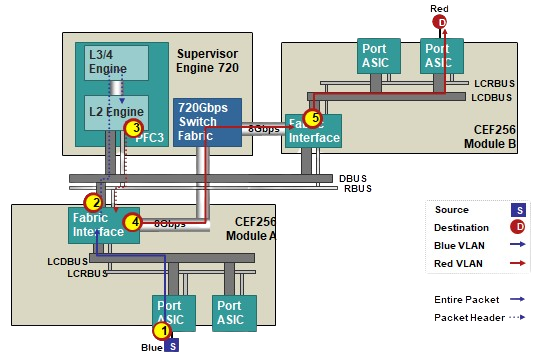 Red
D
L3/4
Engine
Supervisor
Engine 720
Port
ASIC
Port
ASIC
L2 Engine
3
PFC3
720Gbps
Switch
Fabric
LCRBUS
LCDBUS
8Gbps
5
Fabric
Interface
CEF256
Module B
DBUS
RBUS
2
Fabric
Interface
4
8Gbps
CEF256
Module A
LCDBUS
LCRBUS
Port
ASIC
Port
ASIC
1
Blue S
Source S
Destination D
Blue VLAN
Red VLAN
Entire Packet
Packet Header